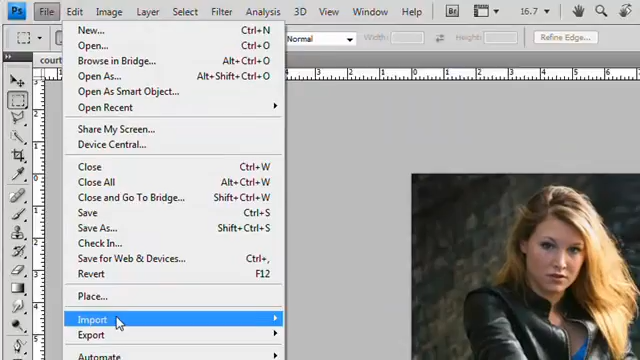 Ps File Edit Image Layer Select Filter Analysis View Window Help Br 16.7
Normal Width: Height: Refine Edge...
court
New... Ctrl+N
Open... Ctrl+O
Browse in Bridge... Alt+Ctrl+O
Open As... Alt+Shift+Ctrl+O
Open As Smart Object...
Open Recent
Share My Screen...
Device Central...
Close Ctrl+W
Close All Alt+Ctrl+W
Close and Go To Bridge... Shift+Ctrl+W
Save Ctrl+S
Save As... Shift+Ctrl+S
Check In...
Save for Web & Devices... Ctrl+,
Revert F12
Place...
Import
Export
Automate